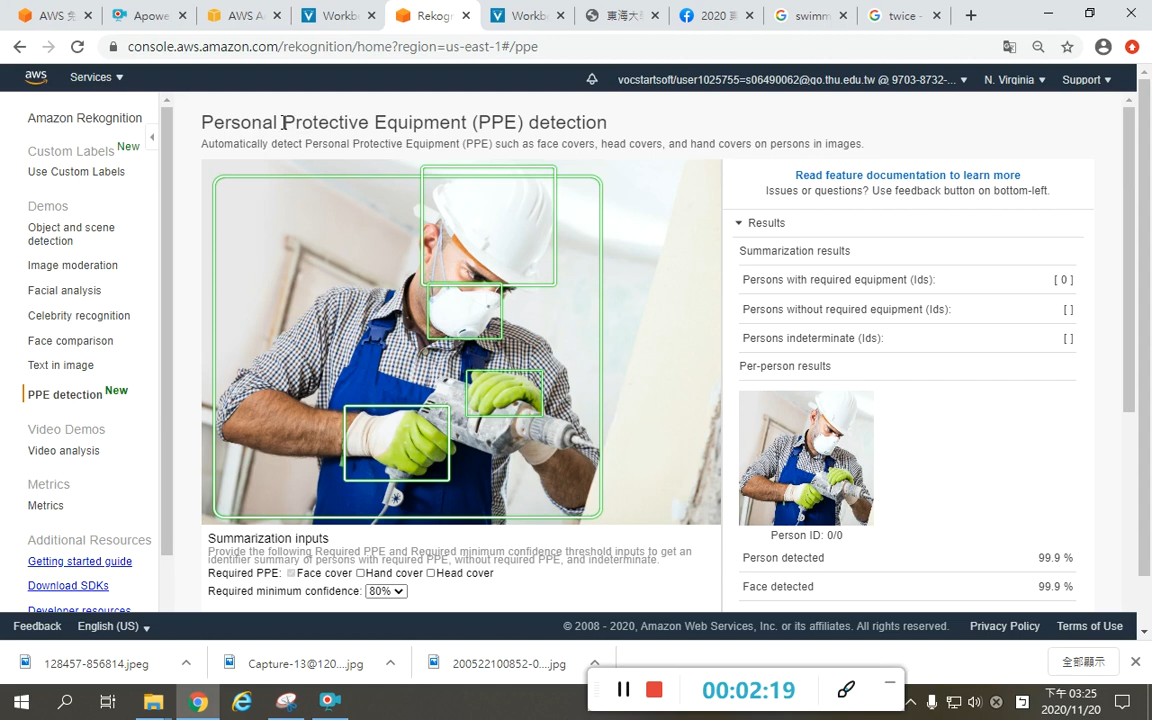 AWS 免
Apowe
AWS A
Workb
Rekogn
Workb
東海大學
2020 東
swimm
twice -
console.aws.amazon.com/rekognition/home?region=us-east-1#/ppe
aws
Services
vocstartsoft/user1025755=s06490062@go.thu.edu.tw @ 9703-8732-...
N. Virginia
Support
Amazon Rekognition
Custom Labels New
Use Custom Labels
Demos
Object and scene
detection
Image moderation
Facial analysis
Celebrity recognition
Face comparison
Text in image
PPE detection New
Video Demos
Video analysis
Metrics
Metrics
Additional Resources
Getting started guide
Download SDKs
Developer resources
Personal Protective Equipment (PPE) detection
Automatically detect Personal Protective Equipment (PPE) such as face covers, head covers, and hand covers on persons in images.
Summarization inputs
Provide the following Required PPE and Required minimum confidence threshold inputs to get an
identifier summary of persons with required PPE, without required PPE, and indeterminate.
Required PPE: Face cover Hand cover Head cover
Required minimum confidence: 80%
Read feature documentation to learn more
Issues or questions? Use feedback button on bottom-left.
Results
Summarization results
Persons with required equipment (Ids): [ 0 ]
Persons without required equipment (Ids): [ ]
Persons indeterminate (Ids): [ ]
Per-person results
Person ID: 0/0
Person detected 99.9 %
Face detected 99.9 %
Feedback
English (US)
© 2008 - 2020, Amazon Web Services, Inc. or its affiliates. All rights reserved.
Privacy Policy
Terms of Use
128457-856814.jpeg
Capture-13@120....jpg
200522100852-0....jpg
全部顯示
00:02:19
下午 03:25
2020/11/20